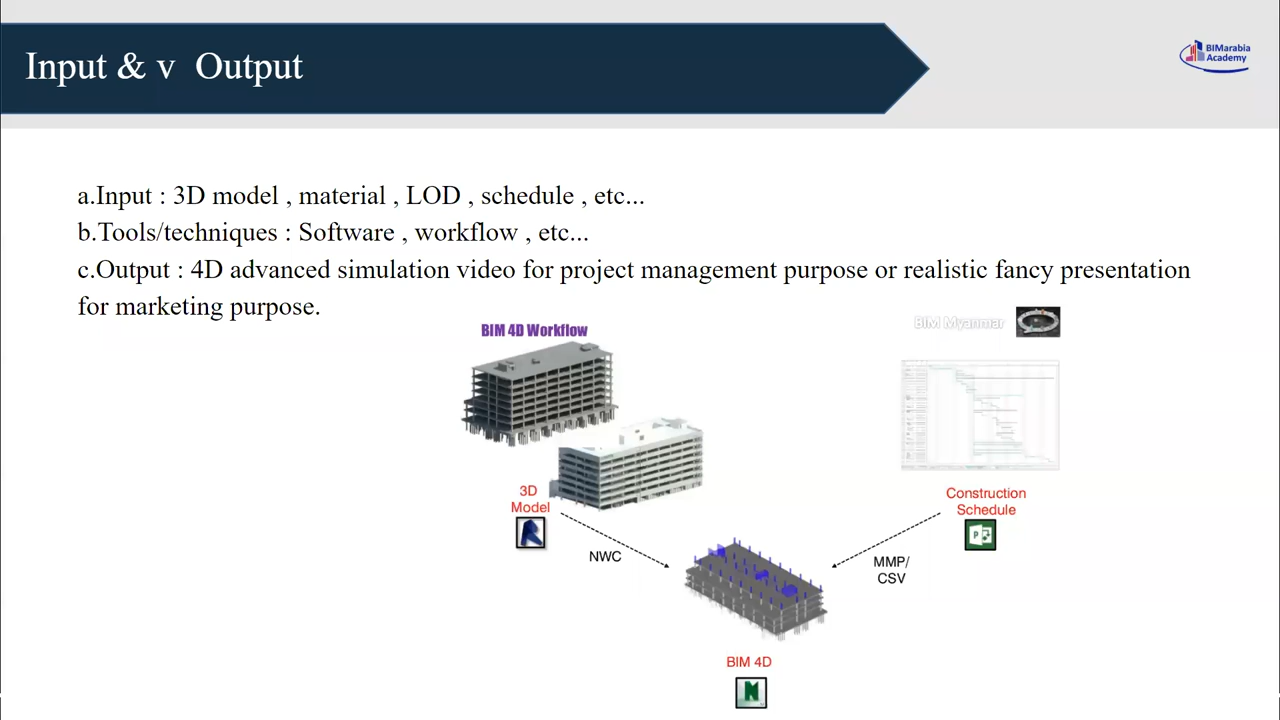 Input & v  Output
BIMarabia
Academy
a.Input : 3D model , material , LOD , schedule , etc...
b.Tools/techniques : Software , workflow , etc...
c.Output : 4D advanced simulation video for project management purpose or realistic fancy presentation
for marketing purpose.
BIM 4D Workflow
BIM Myanmar
3D
Model
Construction
Schedule
NWC
MMP/
CSV
BIM 4D